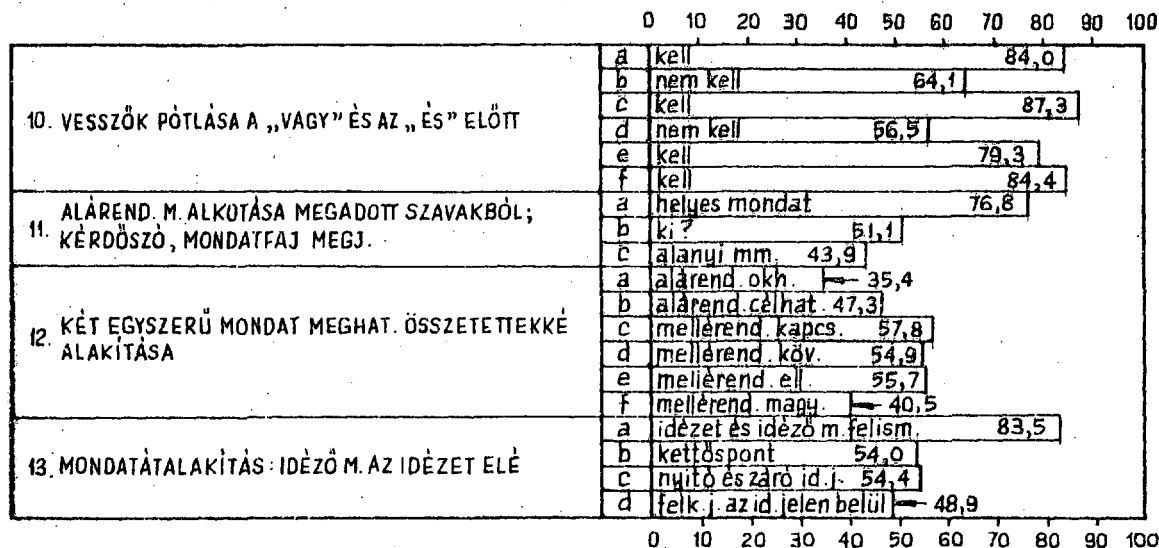 0 10 20 30 40 50 60 70 80 90 100
10. VESSZŐK PÓTLÁSA A „VAGY” ÉS AZ „ÉS” ELŐTT
a kell 84,0
b nem kell 64,1
c kell 87,3
d nem kell 56,5
e kell 79,3
f kell 84,4
11. ALÁREND. M. ALKOTÁSA MEGADOTT SZAVAKBÓL;
KÉRDŐSZÓ, MONDATFAJ MEGJ.
a helyes mondat 76,8
b ki? 51,1
c alanyi mm. 43,9
12. KÉT EGYSZERŰ MONDAT MEGHAT. ÖSSZETETTEKKÉ
ALAKÍTÁSA
a alárend. okh. 35,4
b alárend. célhat. 47,3
c mellérend. kapcs. 57,8
d mellérend. köv. 54,9
e mellérend. ell. 55,7
f mellérend. magy. 40,5
13. MONDATÁTALAKÍTÁS: IDÉZŐ M. AZ IDÉZET ELÉ
a idézet és idéző m. felism. 83,5
b kettőspont 54,0
c nyitó és záró id. j. 54,4
d felk. j. az id. jelen belül 48,9
0 10 20 30 40 50 60 70 80 90 100